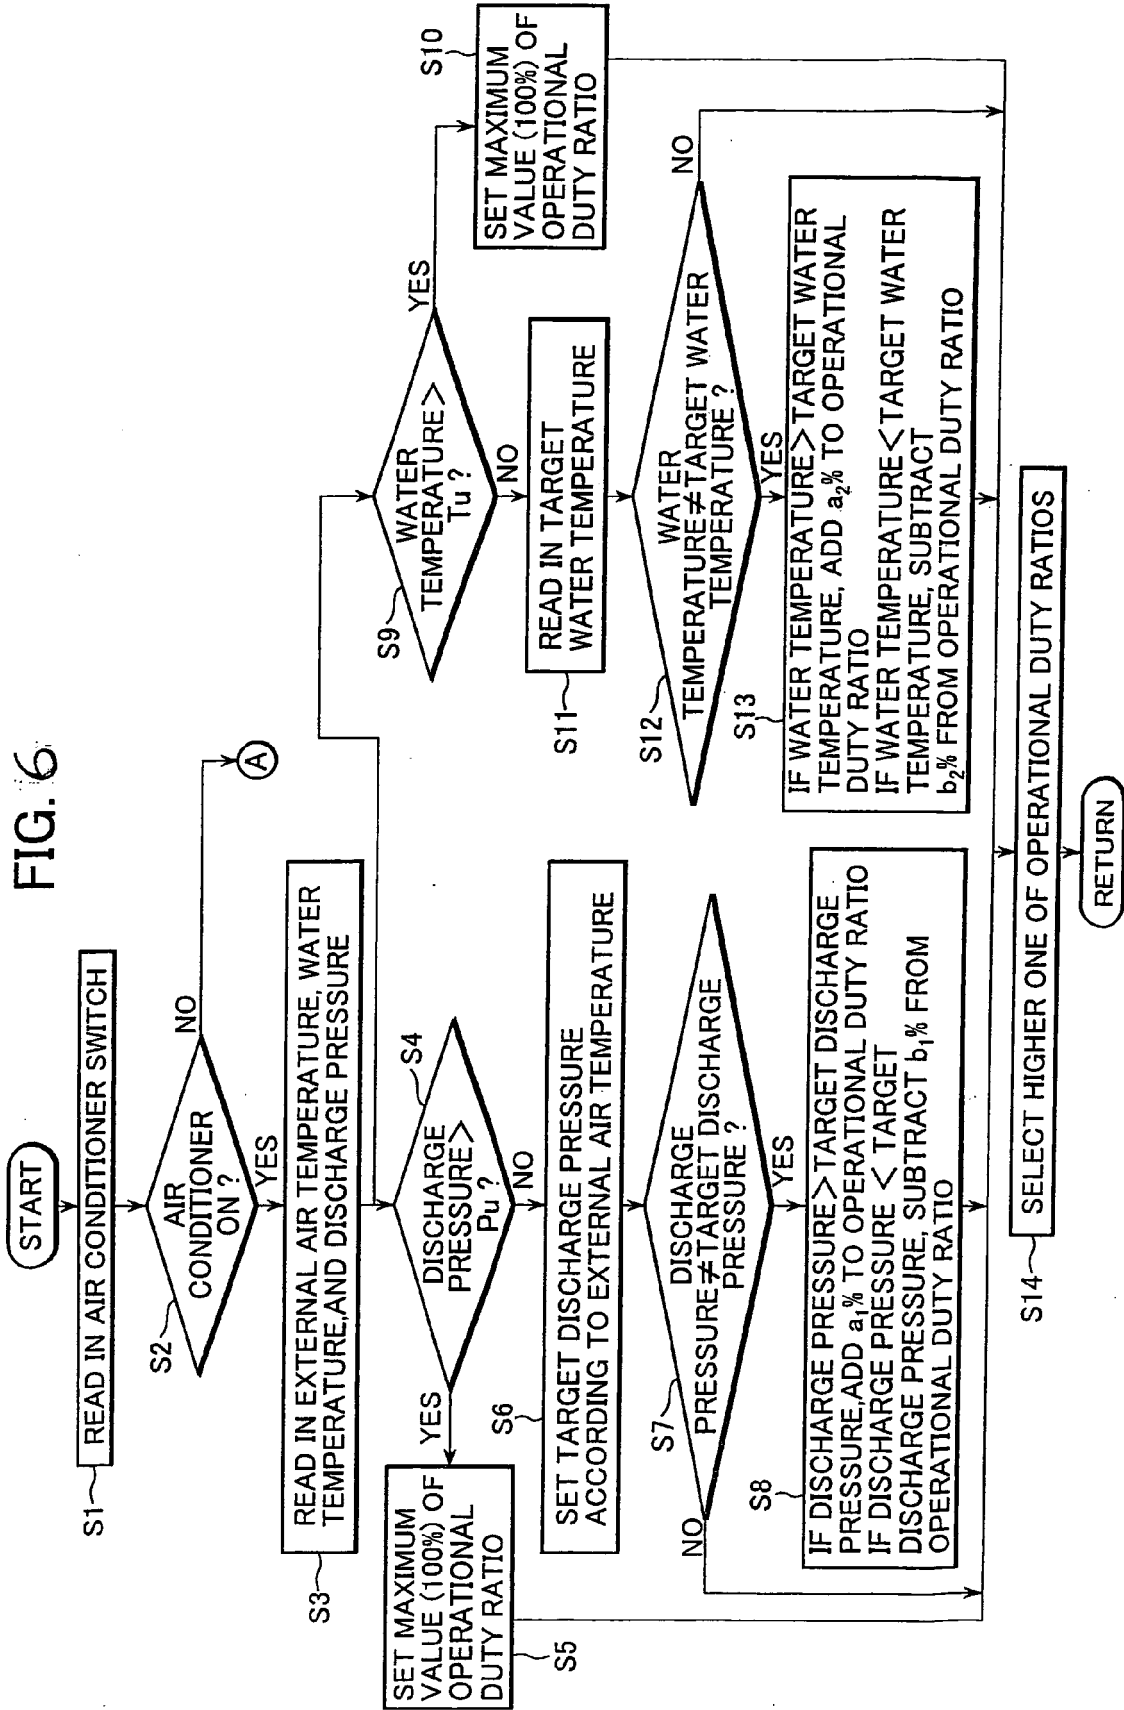 FIG. 6
START
S1
READ IN AIR CONDITIONER SWITCH
S2
AIR
CONDITIONER
ON ?
NO
A
YES
S3
READ IN EXTERNAL AIR TEMPERATURE, WATER
TEMPERATURE,AND DISCHARGE PRESSURE
S4
DISCHARGE
PRESSURE>
Pu ?
YES
NO
SET MAXIMUM
VALUE (100%) OF
OPERATIONAL
DUTY RATIO
S5
S6
SET TARGET DISCHARGE PRESSURE
ACCORDING TO EXTERNAL AIR TEMPERATURE
S7
DISCHARGE
PRESSURE≠TARGET DISCHARGE
PRESSURE ?
NO
YES
S8
IF DISCHARGE PRESSURE>TARGET DISCHARGE
PRESSURE,ADD a₁% TO OPERATIONAL DUTY RATIO
IF DISCHARGE PRESSURE < TARGET
DISCHARGE PRESSURE, SUBTRACT b₁% FROM
OPERATIONAL DUTY RATIO
S9
WATER
TEMPERATURE>
Tu ?
YES
NO
S10
SET MAXIMUM
VALUE (100%) OF
OPERATIONAL
DUTY RATIO
S11
READ IN TARGET
WATER TEMPERATURE
S12
WATER
TEMPERATURE≠TARGET WATER
TEMPERATURE ?
NO
YES
S13
IF WATER TEMPERATURE>TARGET WATER
TEMPERATURE, ADD a₂% TO OPERATIONAL
DUTY RATIO
IF WATER TEMPERATURE<TARGET WATER
TEMPERATURE, SUBTRACT
b₂% FROM OPERATIONAL DUTY RATIO
S14
SELECT HIGHER ONE OF OPERATIONAL DUTY RATIOS
RETURN